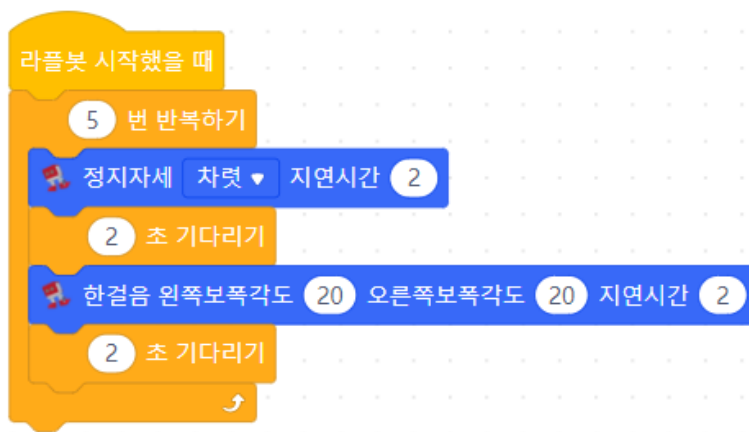 라플봇 시작했을 때
5 번 반복하기
정지자세 차렷 지연시간 2
2 초 기다리기
한걸음 왼쪽보폭각도 20 오른쪽보폭각도 20 지연시간 2
2 초 기다리기